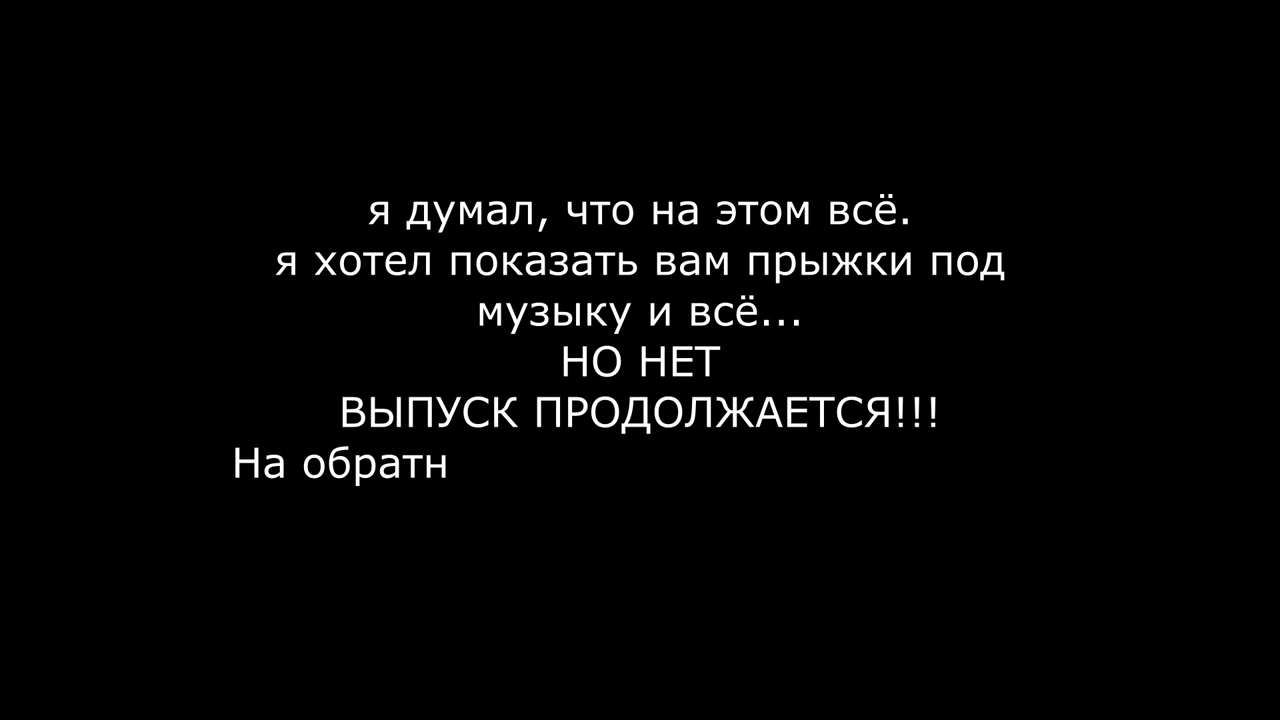 я думал, что на этом всё.
я хотел показать вам прыжки под
музыку и всё...
НО НЕТ
ВЫПУСК ПРОДОЛЖАЕТСЯ!!!
На обратн